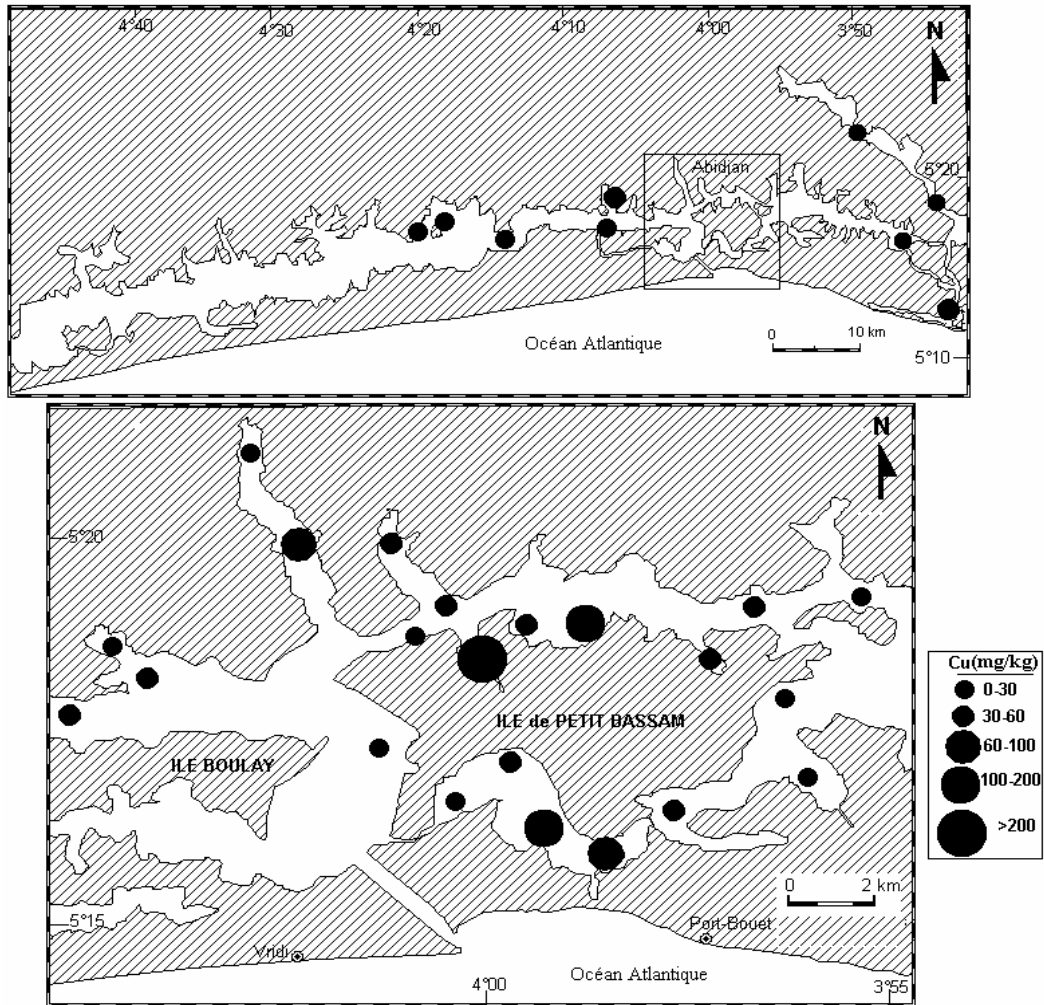 4°40 4°30 4°20 4°10 4°00 3°50
N
Abidjan
5°20
Océan Atlantique
0 10 km
5°10
N
5°20
ILE de PETIT BASSAM
ILE BOULAY
Cu(mg/kg)
0-30
30-60
60-100
100-200
>200
0 2 km
5°15
Port-Bouet
Vridi
4°00
Océan Atlantique
3°55